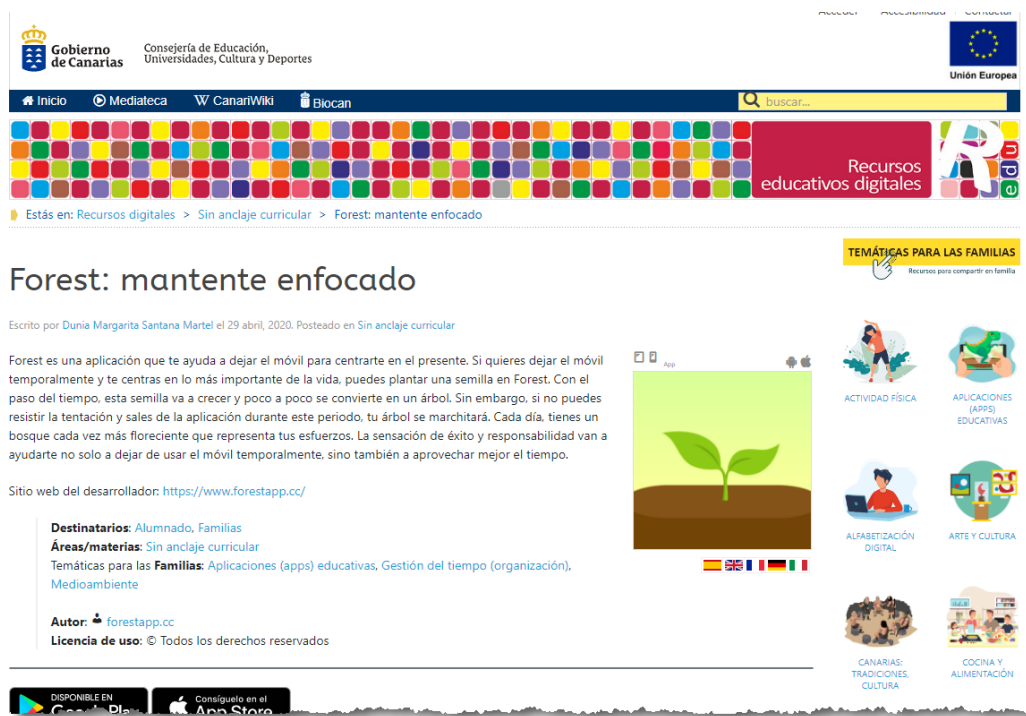 Acceder Accesibilidad Contactar
Gobierno
de Canarias
Consejería de Educación,
Universidades, Cultura y Deportes
Unión Europea
Inicio Mediateca CanariWiki Biocan
buscar...
Recursos
educativos digitales
R
edu
Estás en: Recursos digitales > Sin anclaje curricular > Forest: mantente enfocado
Forest: mantente enfocado
Escrito por Dunia Margarita Santana Martel el 29 abril, 2020. Posteado en Sin anclaje curricular
Forest es una aplicación que te ayuda a dejar el móvil para centrarte en el presente. Si quieres dejar el móvil
temporalmente y te centras en lo más importante de la vida, puedes plantar una semilla en Forest. Con el
paso del tiempo, esta semilla va a crecer y poco a poco se convierte en un árbol. Sin embargo, si no puedes
resistir la tentación y sales de la aplicación durante este periodo, tu árbol se marchitará. Cada día, tienes un
bosque cada vez más floreciente que representa tus esfuerzos. La sensación de éxito y responsabilidad van a
ayudarte no solo a dejar de usar el móvil temporalmente, sino también a aprovechar mejor el tiempo.
Sitio web del desarrollador: https://www.forestapp.cc/
App
Destinatarios: Alumnado, Familias
Áreas/materias: Sin anclaje curricular
Temáticas para las Familias: Aplicaciones (apps) educativas, Gestión del tiempo (organización),
Medioambiente
Autor: forestapp.cc
Licencia de uso: © Todos los derechos reservados
DISPONIBLE EN
Google Play
Consíguelo en el
App Store
TEMÁTICAS PARA LAS FAMILIAS
Recursos para compartir en familia
ACTIVIDAD FÍSICA
APLICACIONES
(APPS)
EDUCATIVAS
ALFABETIZACIÓN
DIGITAL
ARTE Y CULTURA
CANARIAS:
TRADICIONES,
CULTURA
COCINA Y
ALIMENTACIÓN